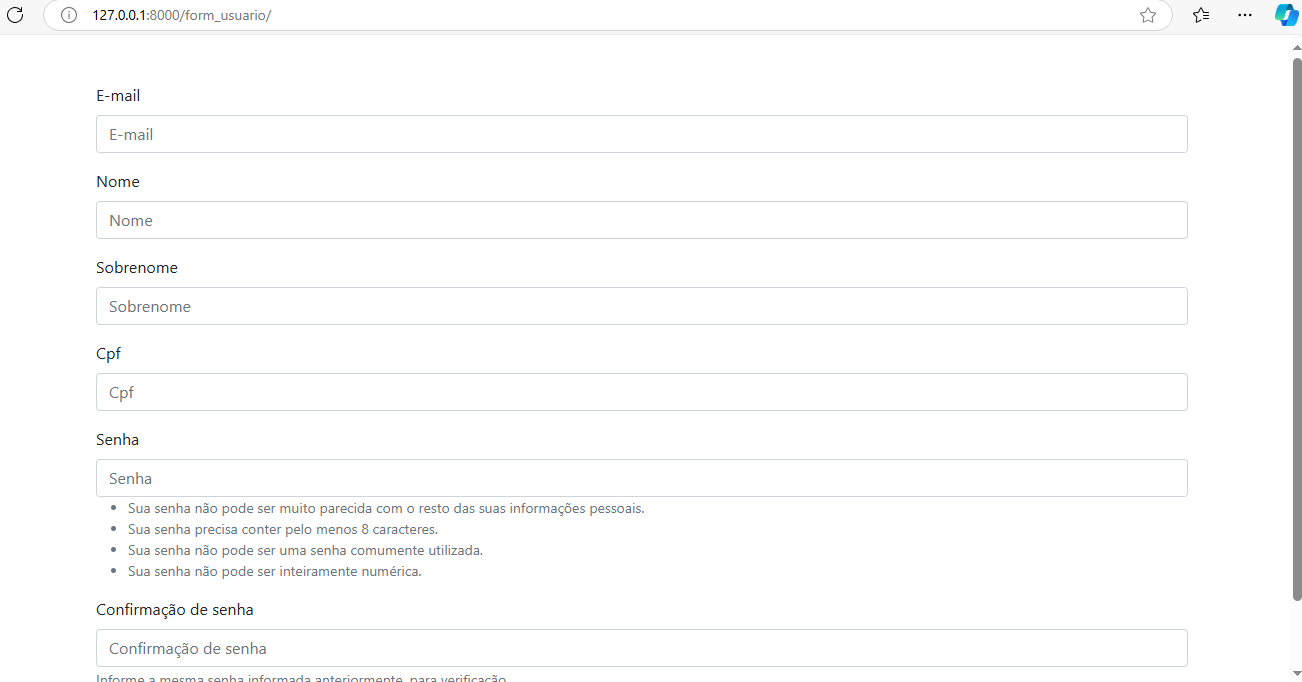 127.0.0.1:8000/form_usuario/
E-mail
E-mail
Nome
Nome
Sobrenome
Sobrenome
Cpf
Cpf
Senha
Senha
Sua senha não pode ser muito parecida com o resto das suas informações pessoais.
Sua senha precisa conter pelo menos 8 caracteres.
Sua senha não pode ser uma senha comumente utilizada.
Sua senha não pode ser inteiramente numérica.
Confirmação de senha
Confirmação de senha
Informe a mesma senha informada anteriormente, para verificação.